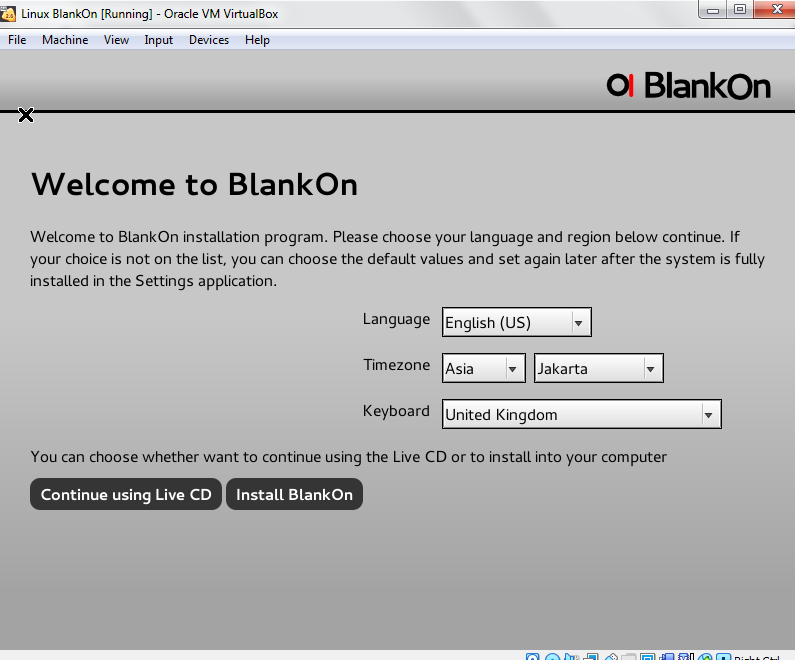 Linux BlankOn [Running] - Oracle VM VirtualBox
File Machine View Input Devices Help
BlankOn
Welcome to BlankOn
Welcome to BlankOn installation program. Please choose your language and region below continue. If
your choice is not on the list, you can choose the default values and set again later after the system is fully
installed in the Settings application.
Language English (US)
Timezone Asia Jakarta
Keyboard United Kingdom
You can choose whether want to continue using the Live CD or to install into your computer
Continue using Live CD Install BlankOn
Right Ctrl